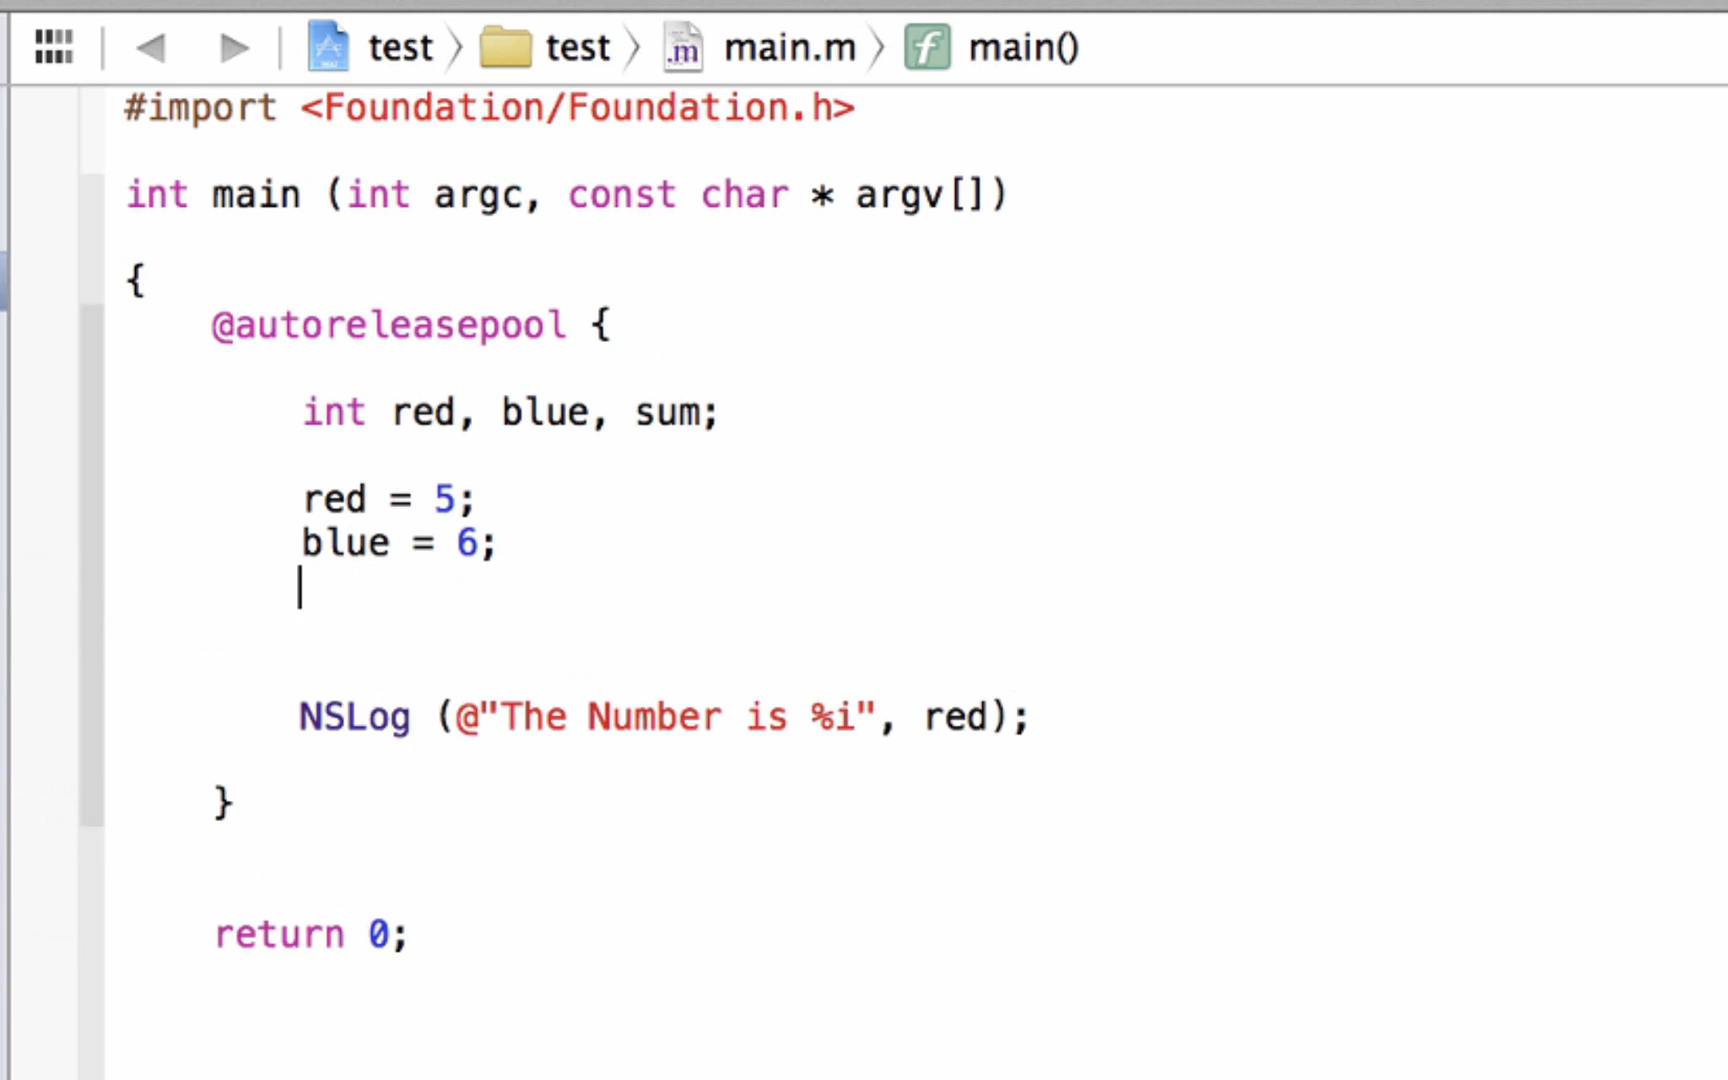 test test main.m main()
#import <Foundation/Foundation.h>
int main (int argc, const char * argv[])
{
@autoreleasepool {
int red, blue, sum;
red = 5;
blue = 6;
NSLog (@"The Number is %i", red);
}
return 0;